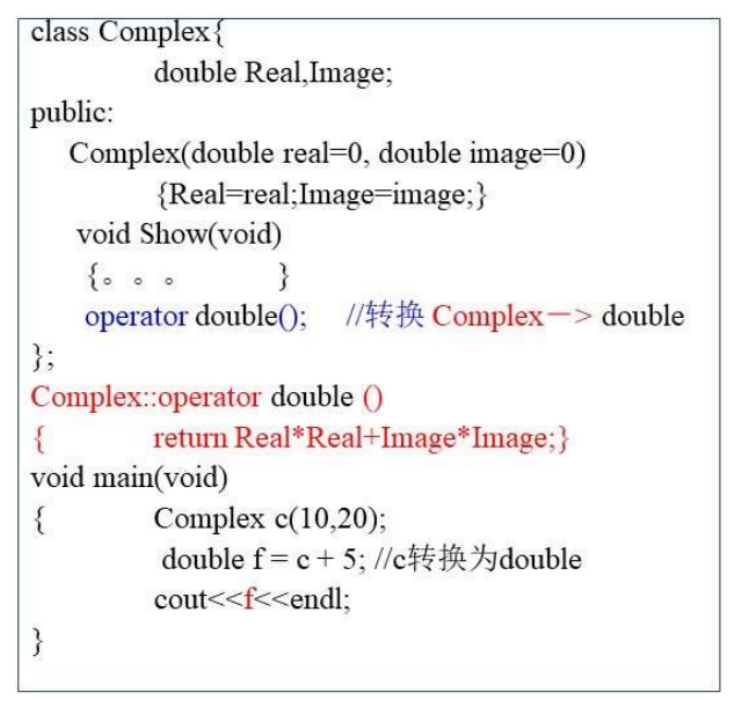 class Complex{
double Real,Image;
public:
Complex(double real=0, double image=0)
{Real=real;Image=image;}
void Show(void)
{。。。 }
operator double(); //转换 Complex－> double
};
Complex::operator double ()
{ return Real*Real+Image*Image;}
void main(void)
{ Complex c(10,20);
double f = c + 5; //c转换为double
cout<<f<<endl;
}